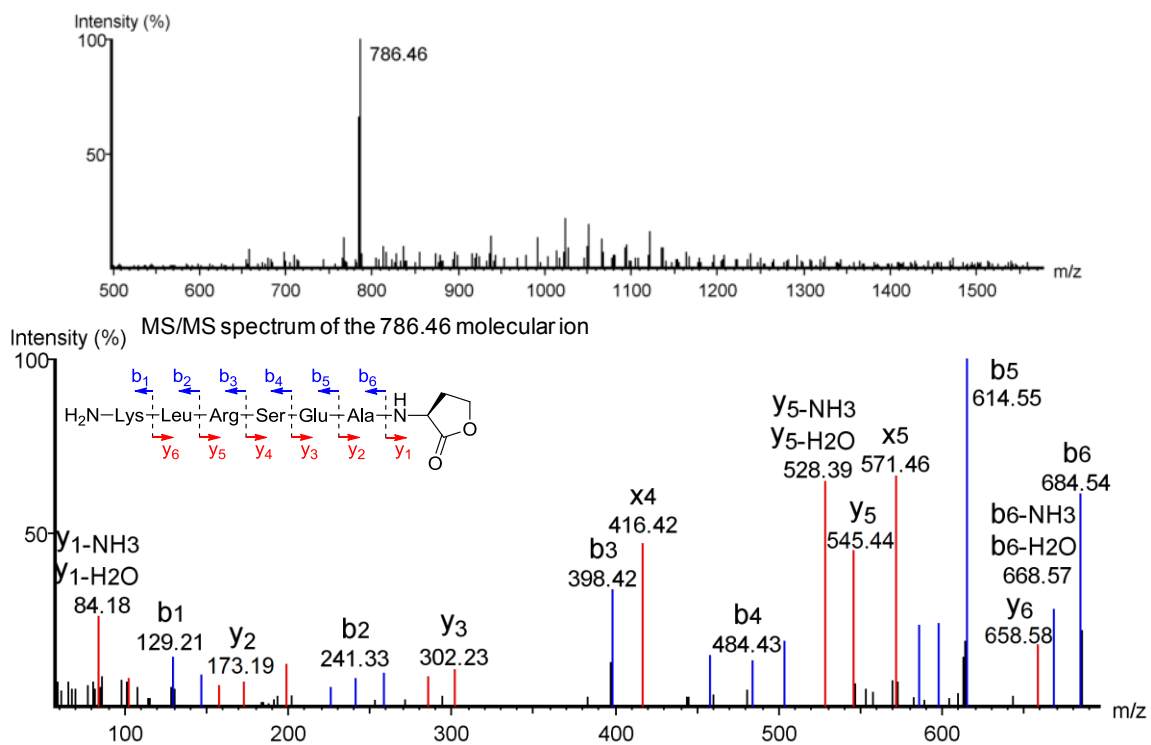 Intensity (%)
100
786.46
50
500 600 700 800 900 1000 1100 1200 1300 1400 1500 m/z
MS/MS spectrum of the 786.46 molecular ion
Intensity (%)
100
b1 b2 b3 b4 b5 b6
H2N Lys Leu Arg Ser Glu Ala N H O O
y6 y5 y4 y3 y2 y1
b5
614.55
y5-NH3
y5-H2O
528.39
x5
571.46
b6
684.54
x4
416.42
y5
545.44
b6-NH3
b6-H2O
668.57
50
y1-NH3
y1-H2O
84.18
b3
398.42
b1
129.21
y2
173.19
b2
241.33
y3
302.23
b4
484.43
y6
658.58
100 200 400 500 600 m/z